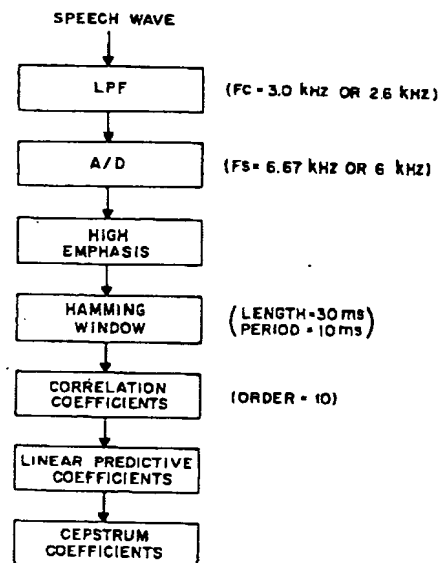 SPEECH WAVE
LPF (FC = 3.0 kHz OR 2.6 kHz)
A/D (FS= 6.67 kHz OR 6 kHz)
HIGH
EMPHASIS
HAMMING
WINDOW
(LENGTH=30 ms
PERIOD = 10 ms)
CORRELATION
COEFFICIENTS
(ORDER = 10)
LINEAR PREDICTIVE
COEFFICIENTS
CEPSTRUM
COEFFICIENTS